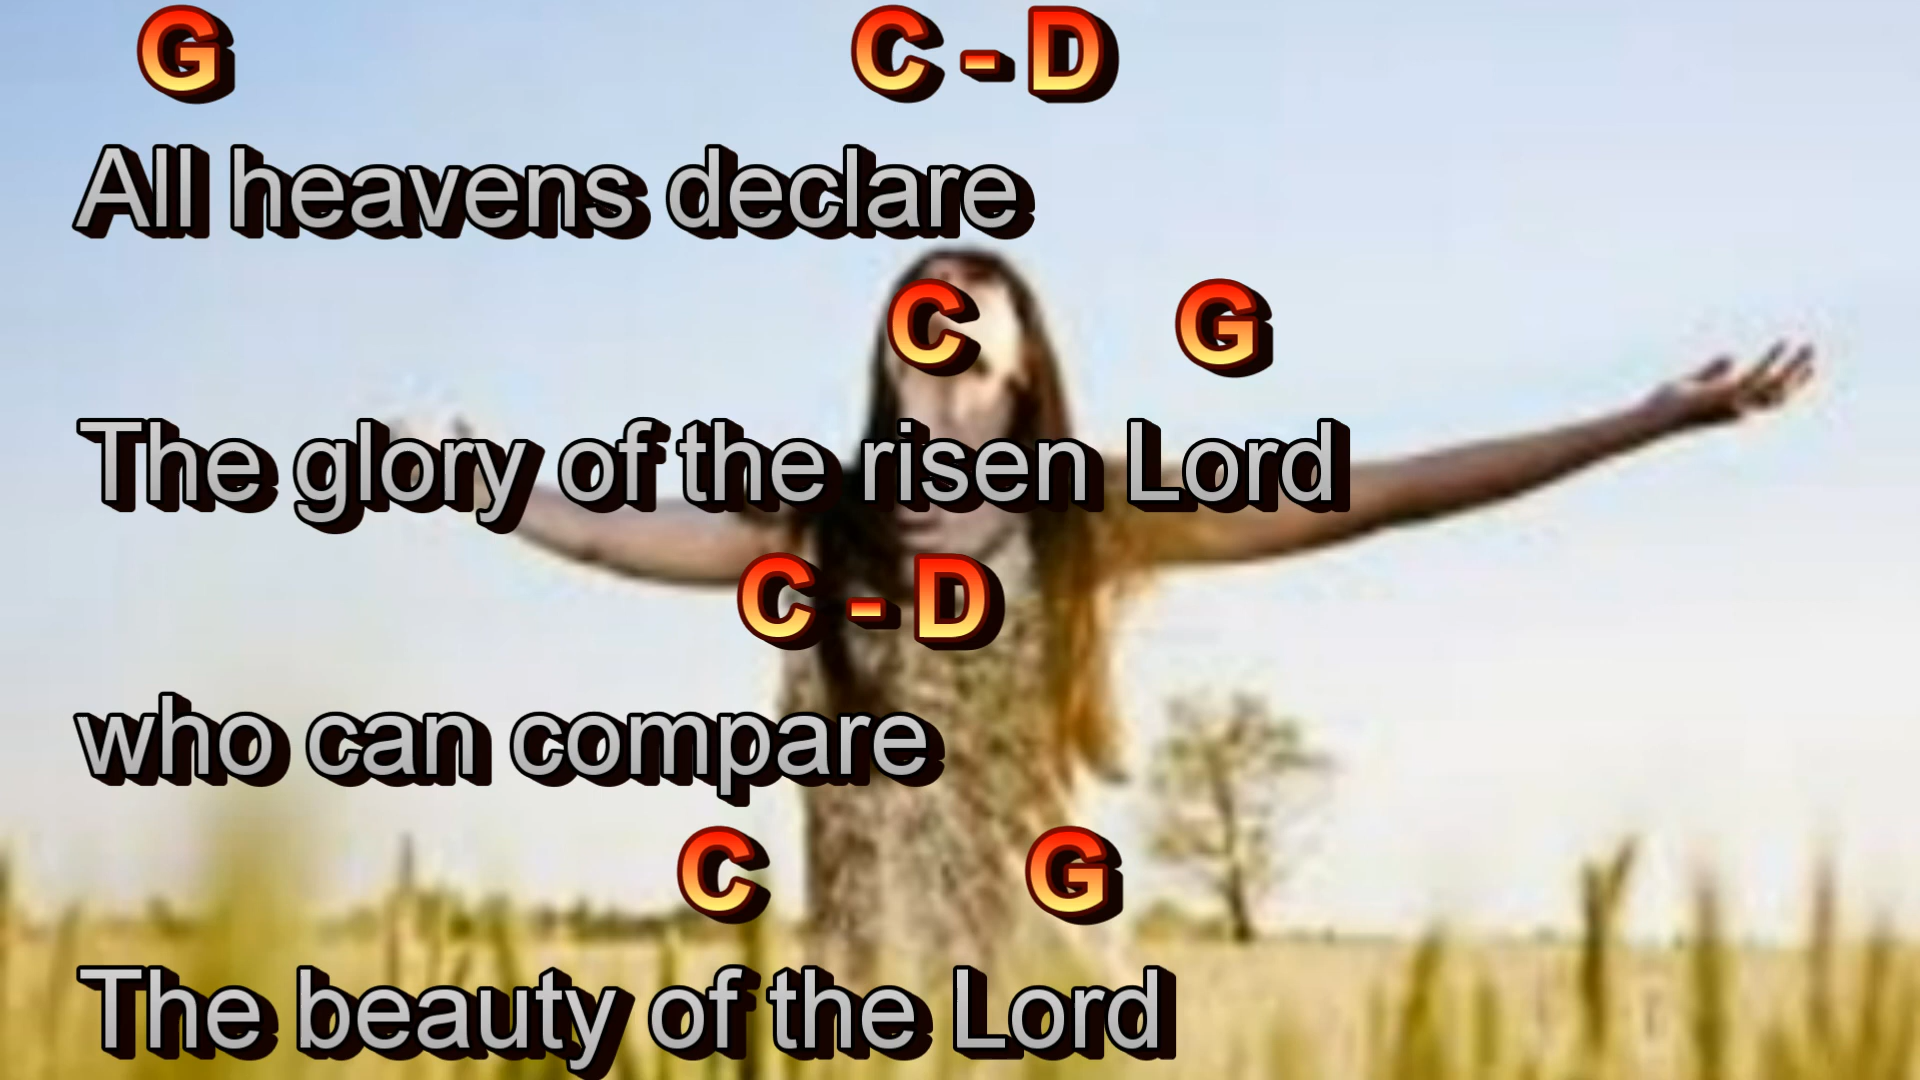 G C - D
All heavens declare
C G
The glory of the risen Lord
C - D
who can compare
C G
The beauty of the Lord